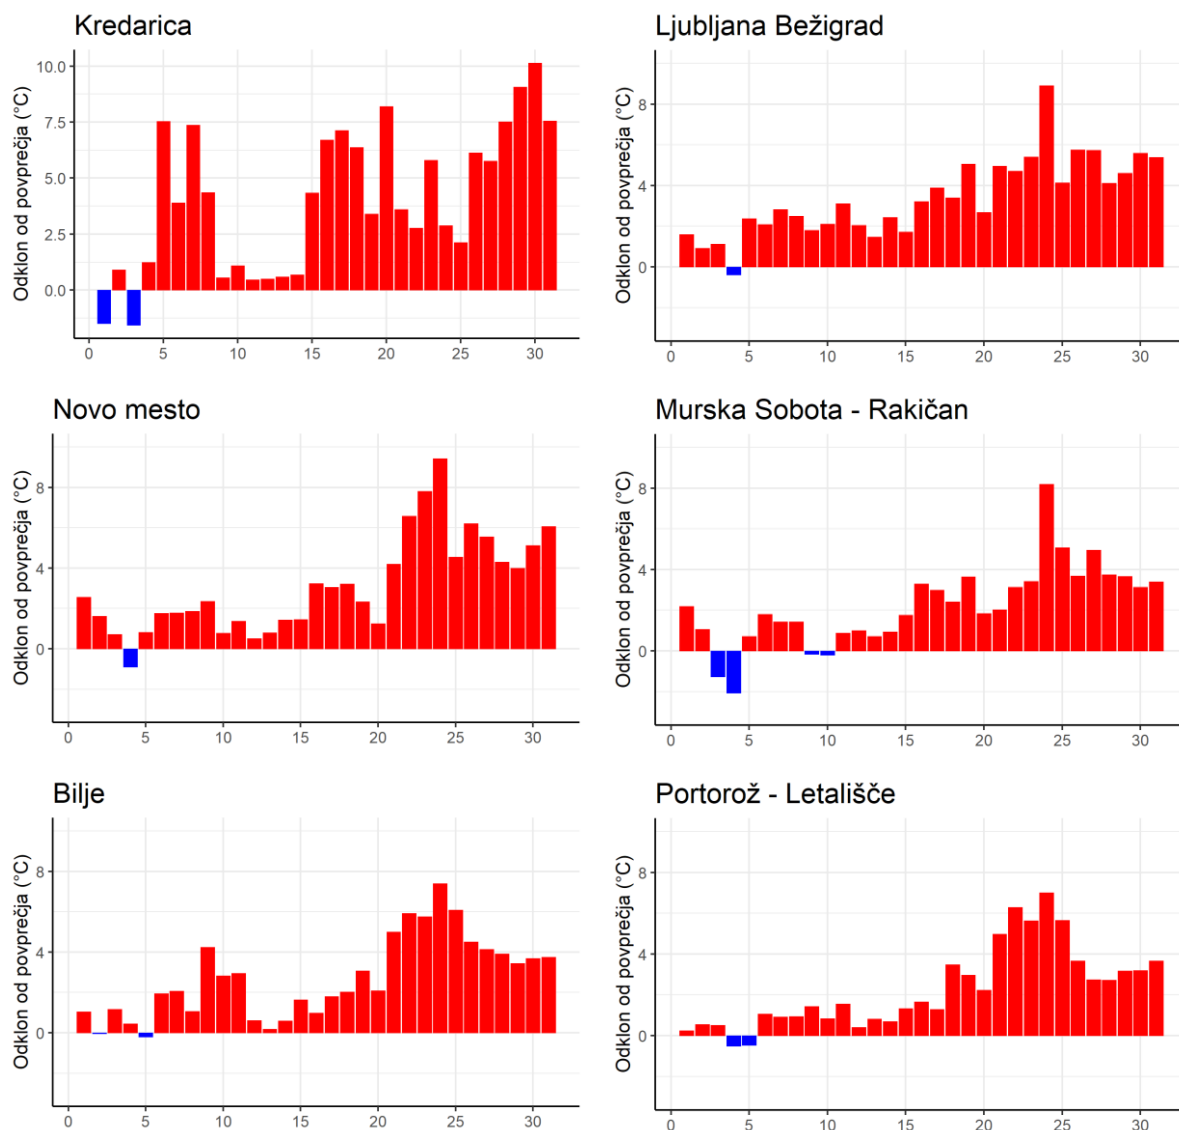 Kredarica
Odklon od povprečja (°C)
10.0
7.5
5.0
2.5
0.0
0 5 10 15 20 25 30
Ljubljana Bežigrad
Odklon od povprečja (°C)
8
4
0
0 5 10 15 20 25 30
Novo mesto
Odklon od povprečja (°C)
8
4
0
0 5 10 15 20 25 30
Murska Sobota - Rakičan
Odklon od povprečja (°C)
8
4
0
0 5 10 15 20 25 30
Bilje
Odklon od povprečja (°C)
8
4
0
0 5 10 15 20 25 30
Portorož - Letališče
Odklon od povprečja (°C)
8
4
0
0 5 10 15 20 25 30